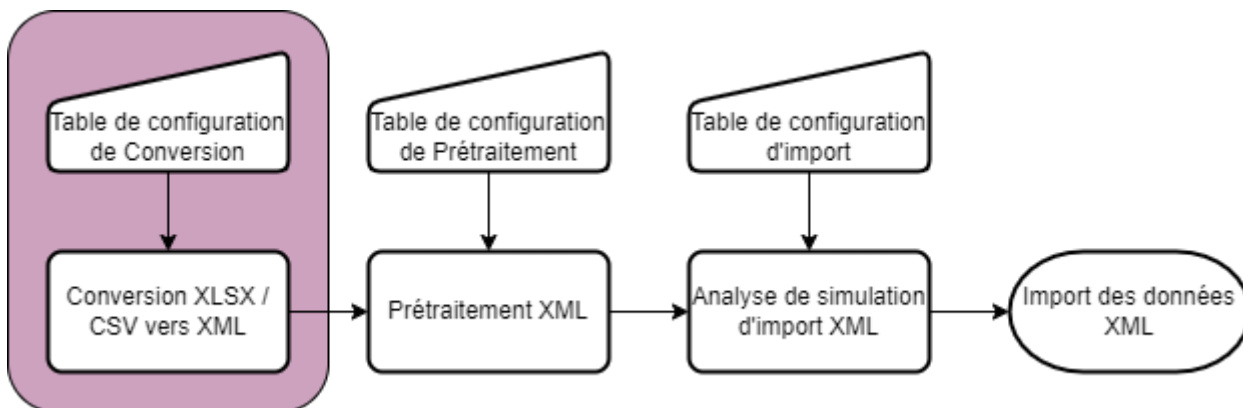 Table de configuration
de Conversion
Table de configuration
de Prétraitement
Table de configuration
d'import
Conversion XLSX /
CSV vers XML
Prétraitement XML
Analyse de simulation
d'import XML
Import des données
XML